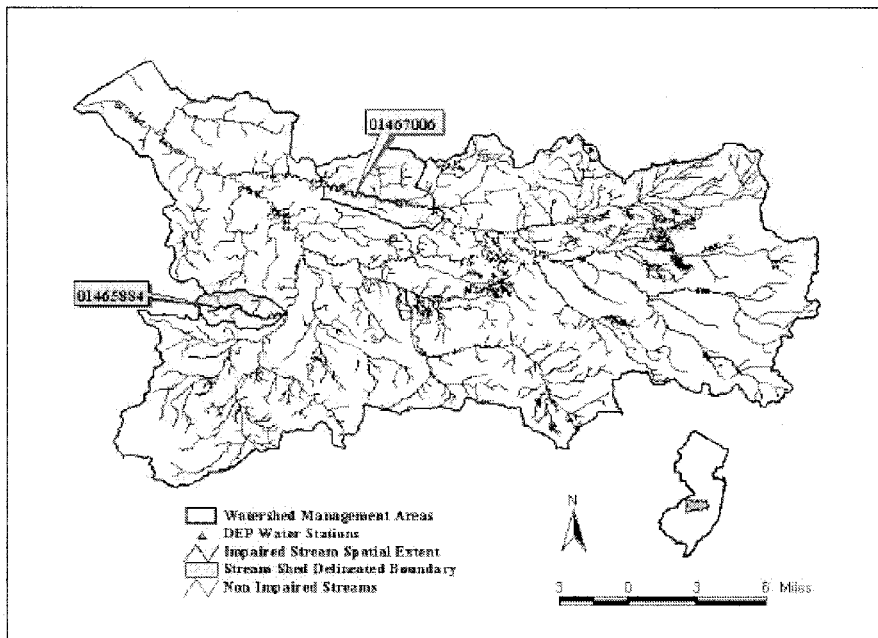 01467006
01465884
Watershed Management Areas
DEP Water Stations
Impaired Stream Spatial Extent
Stream Shed Delineated Boundary
Non Impaired Streams
N
3 0 3 6 Miles